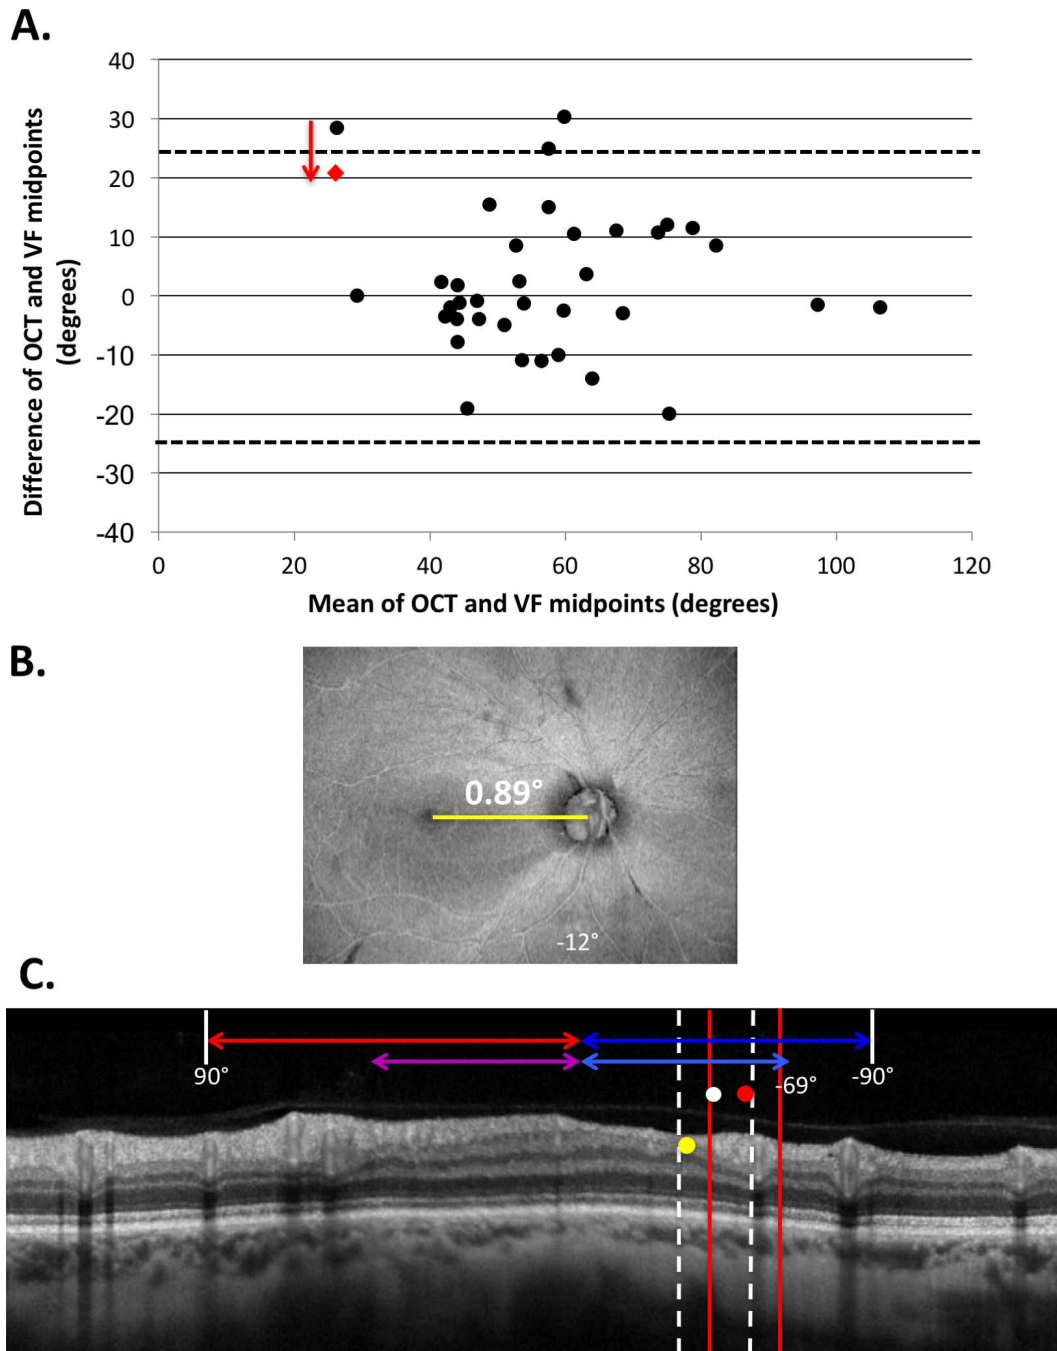 A.
40
30
20
10
0
-10
-20
-30
-40
Difference of OCT and VF midpoints
(degrees)
0 20 40 60 80 100 120
Mean of OCT and VF midpoints (degrees)
B.
0.89°
-12°
C.
90°
-69°
-90°